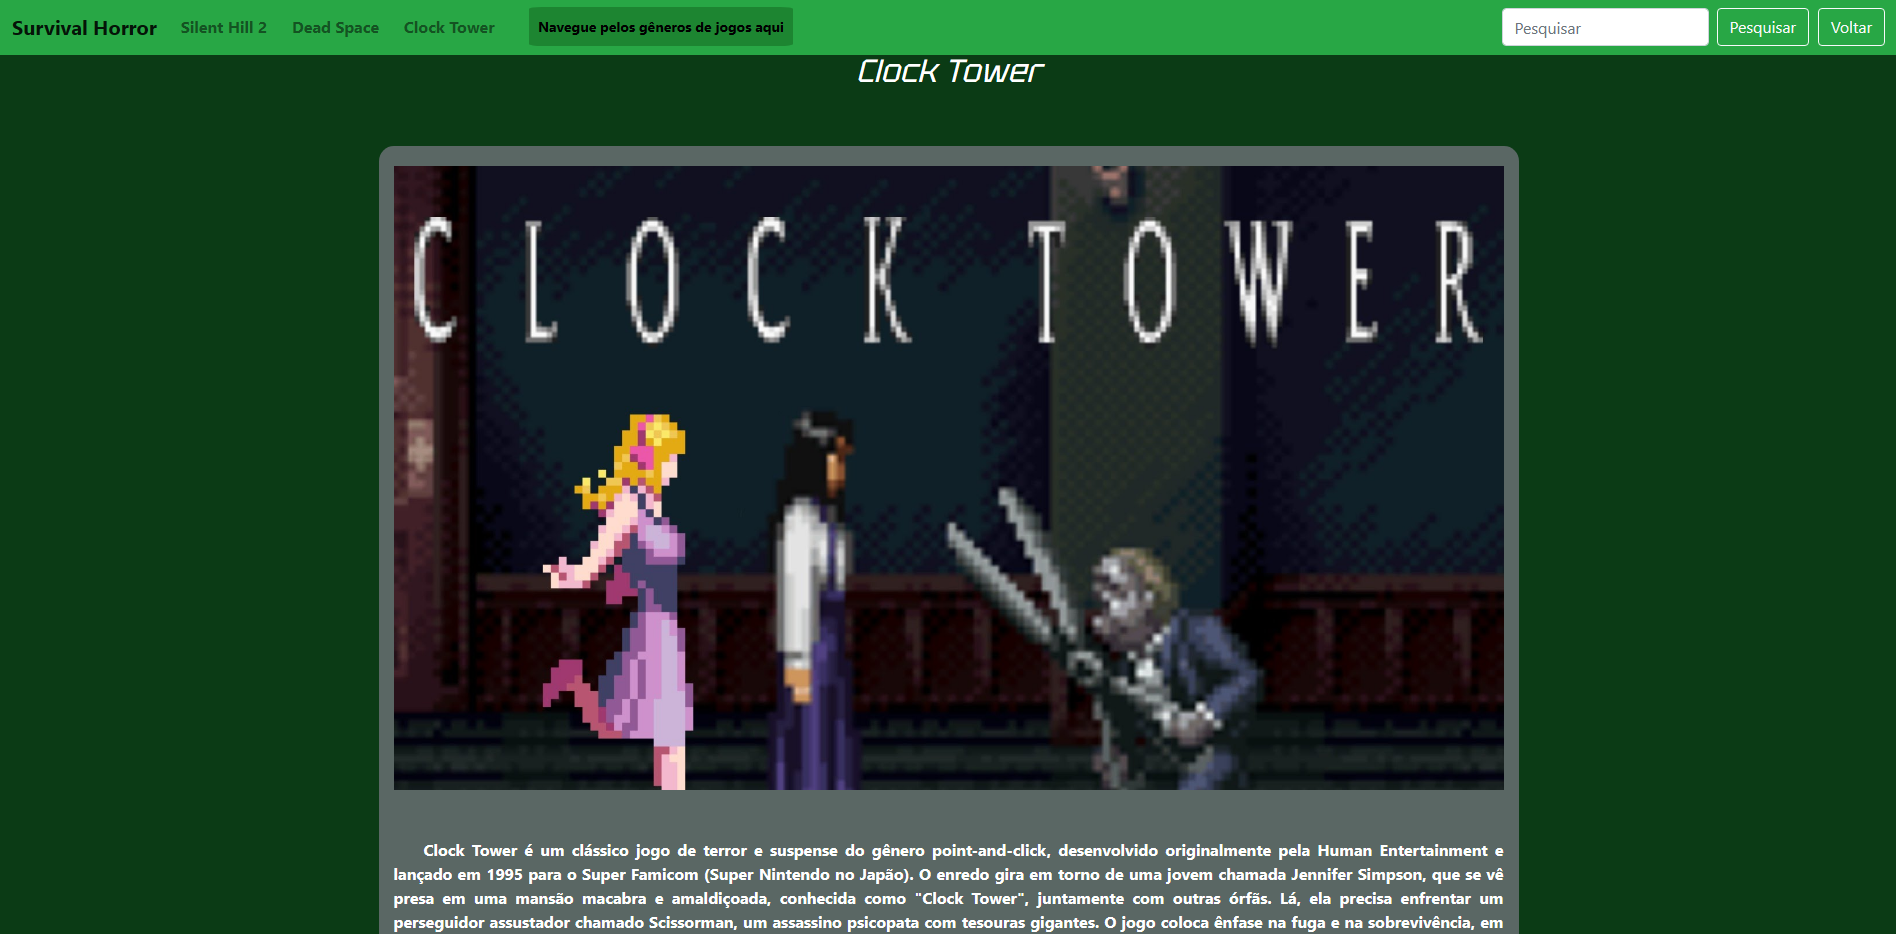 Survival Horror Silent Hill 2 Dead Space Clock Tower Navegue pelos gêneros de jogos aqui Pesquisar Pesquisar Voltar
Clock Tower
CLOCK TOWER
Clock Tower é um clássico jogo de terror e suspense do gênero point-and-click, desenvolvido originalmente pela Human Entertainment e
lançado em 1995 para o Super Famicom (Super Nintendo no Japão). O enredo gira em torno de uma jovem chamada Jennifer Simpson, que se vê
presa em uma mansão macabra e amaldiçoada, conhecida como "Clock Tower", juntamente com outras órfãs. Lá, ela precisa enfrentar um
perseguidor assustador chamado Scissorman, um assassino psicopata com tesouras gigantes. O jogo coloca ênfase na fuga e na sobrevivência, em